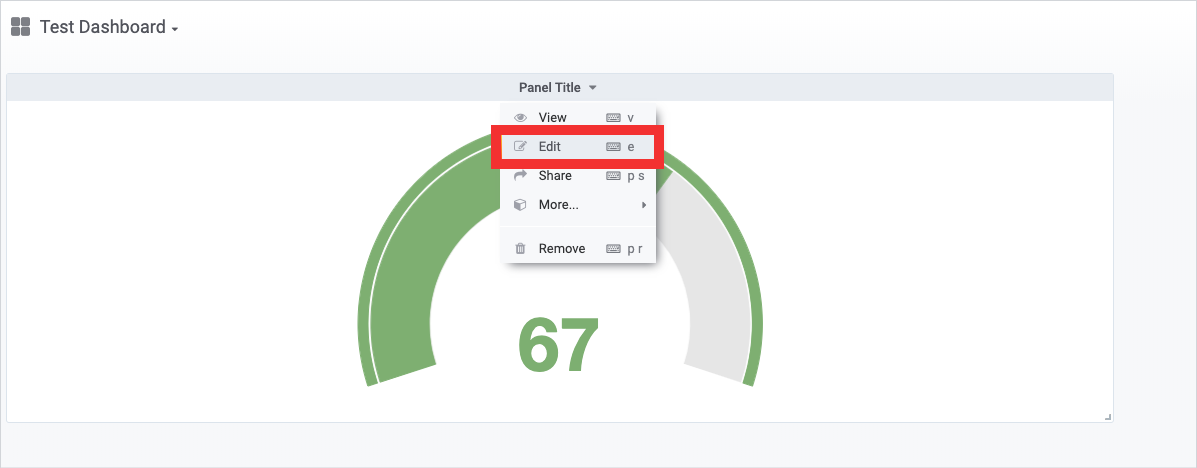 Test Dashboard
Panel Title
View v
Edit e
Share p s
More...
Remove p r
67